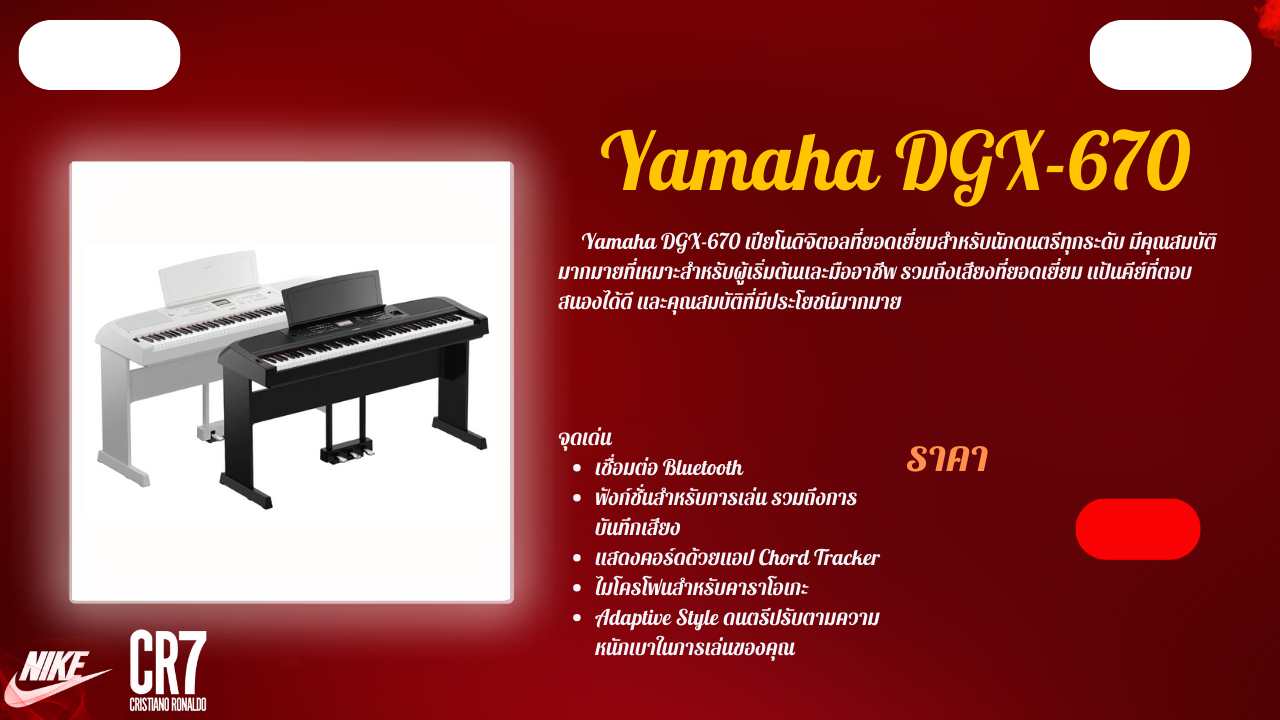 Yamaha DGX-670
Yamaha DGX-670 เปียโนดิจิตอลที่ยอดเยี่ยมสำหรับนักดนตรีทุกระดับ มีคุณสมบัติ
มากมายที่เหมาะสำหรับผู้เริ่มต้นและมืออาชีพ รวมถึงเสียงที่ยอดเยี่ยม แป้นคีย์ที่ตอบ
สนองได้ดี และคุณสมบัติที่มีประโยชน์มากมาย
จุดเด่น
เชื่อมต่อ Bluetooth
ฟังก์ชั่นสำหรับการเล่น รวมถึงการ
บันทึกเสียง
แสดงคอร์ดด้วยแอป Chord Tracker
ไมโครโฟนสำหรับคาราโอเกะ
Adaptive Style ดนตรีปรับตามความ
หนักเบาในการเล่นของคุณ
ราคา
NIKE
CR7
CRISTIANO RONALDO